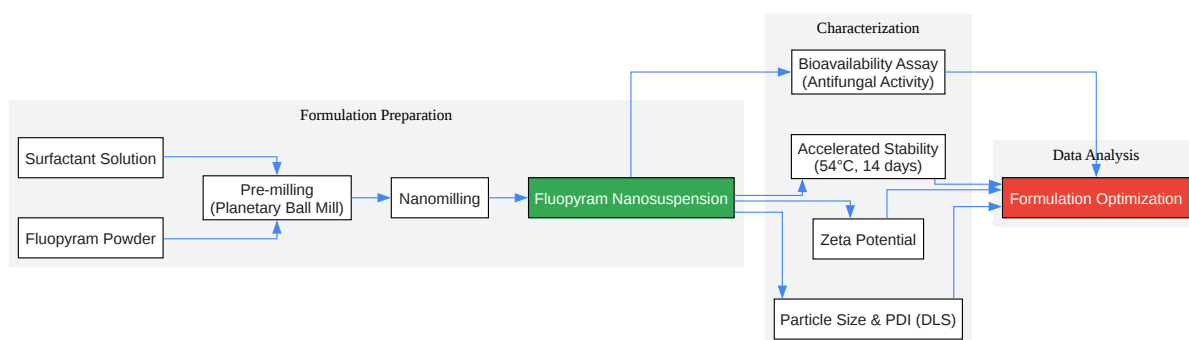 Formulation Preparation
Surfactant Solution
Fluopyram Powder
Pre-milling
(Planetary Ball Mill)
Nanomilling
Fluopyram Nanosuspension
Characterization
Bioavailability Assay
(Antifungal Activity)
Accelerated Stability
(54°C, 14 days)
Zeta Potential
Particle Size & PDI (DLS)
Data Analysis
Formulation Optimization